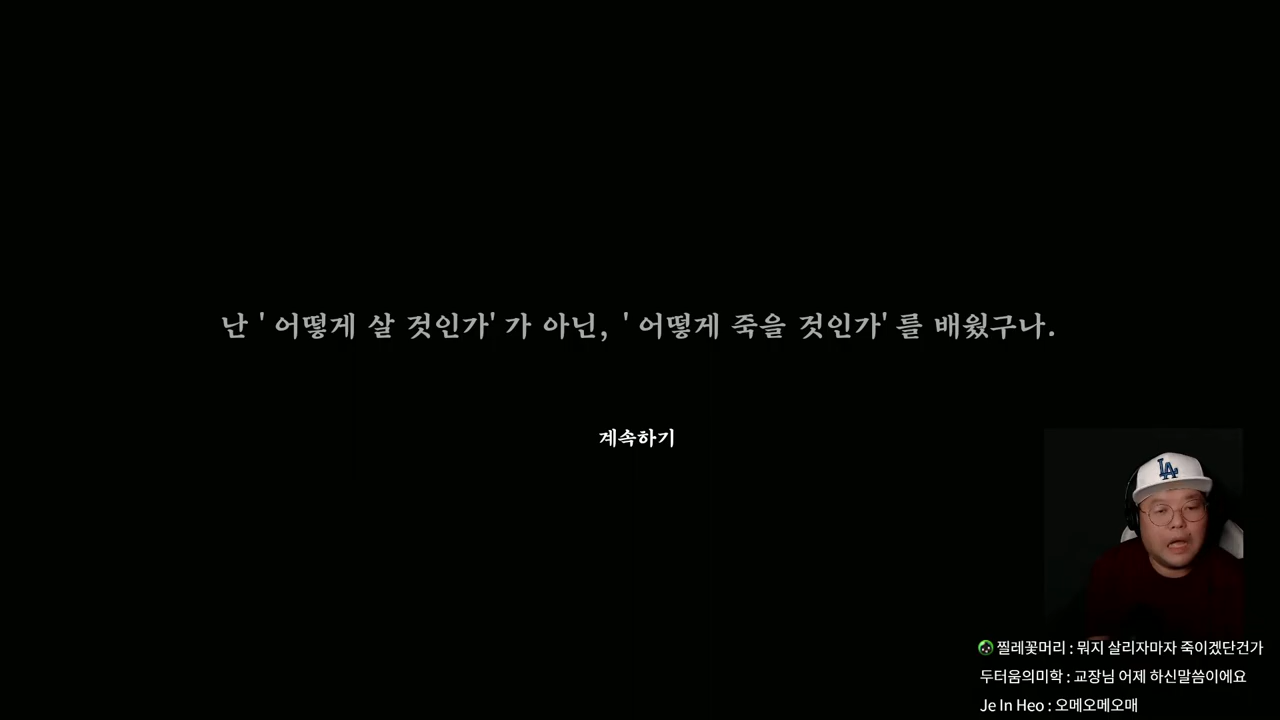 난 ' 어떻게 살 것인가' 가 아닌, ' 어떻게 죽을 것인가' 를 배웠구나.
계속하기
LA
찔레꽃머리 : 뭐지 살리자마자 죽이겠단건가
두터움의미학 : 교장님 어제 하신말씀이에요
Je In Heo : 오메오메오매